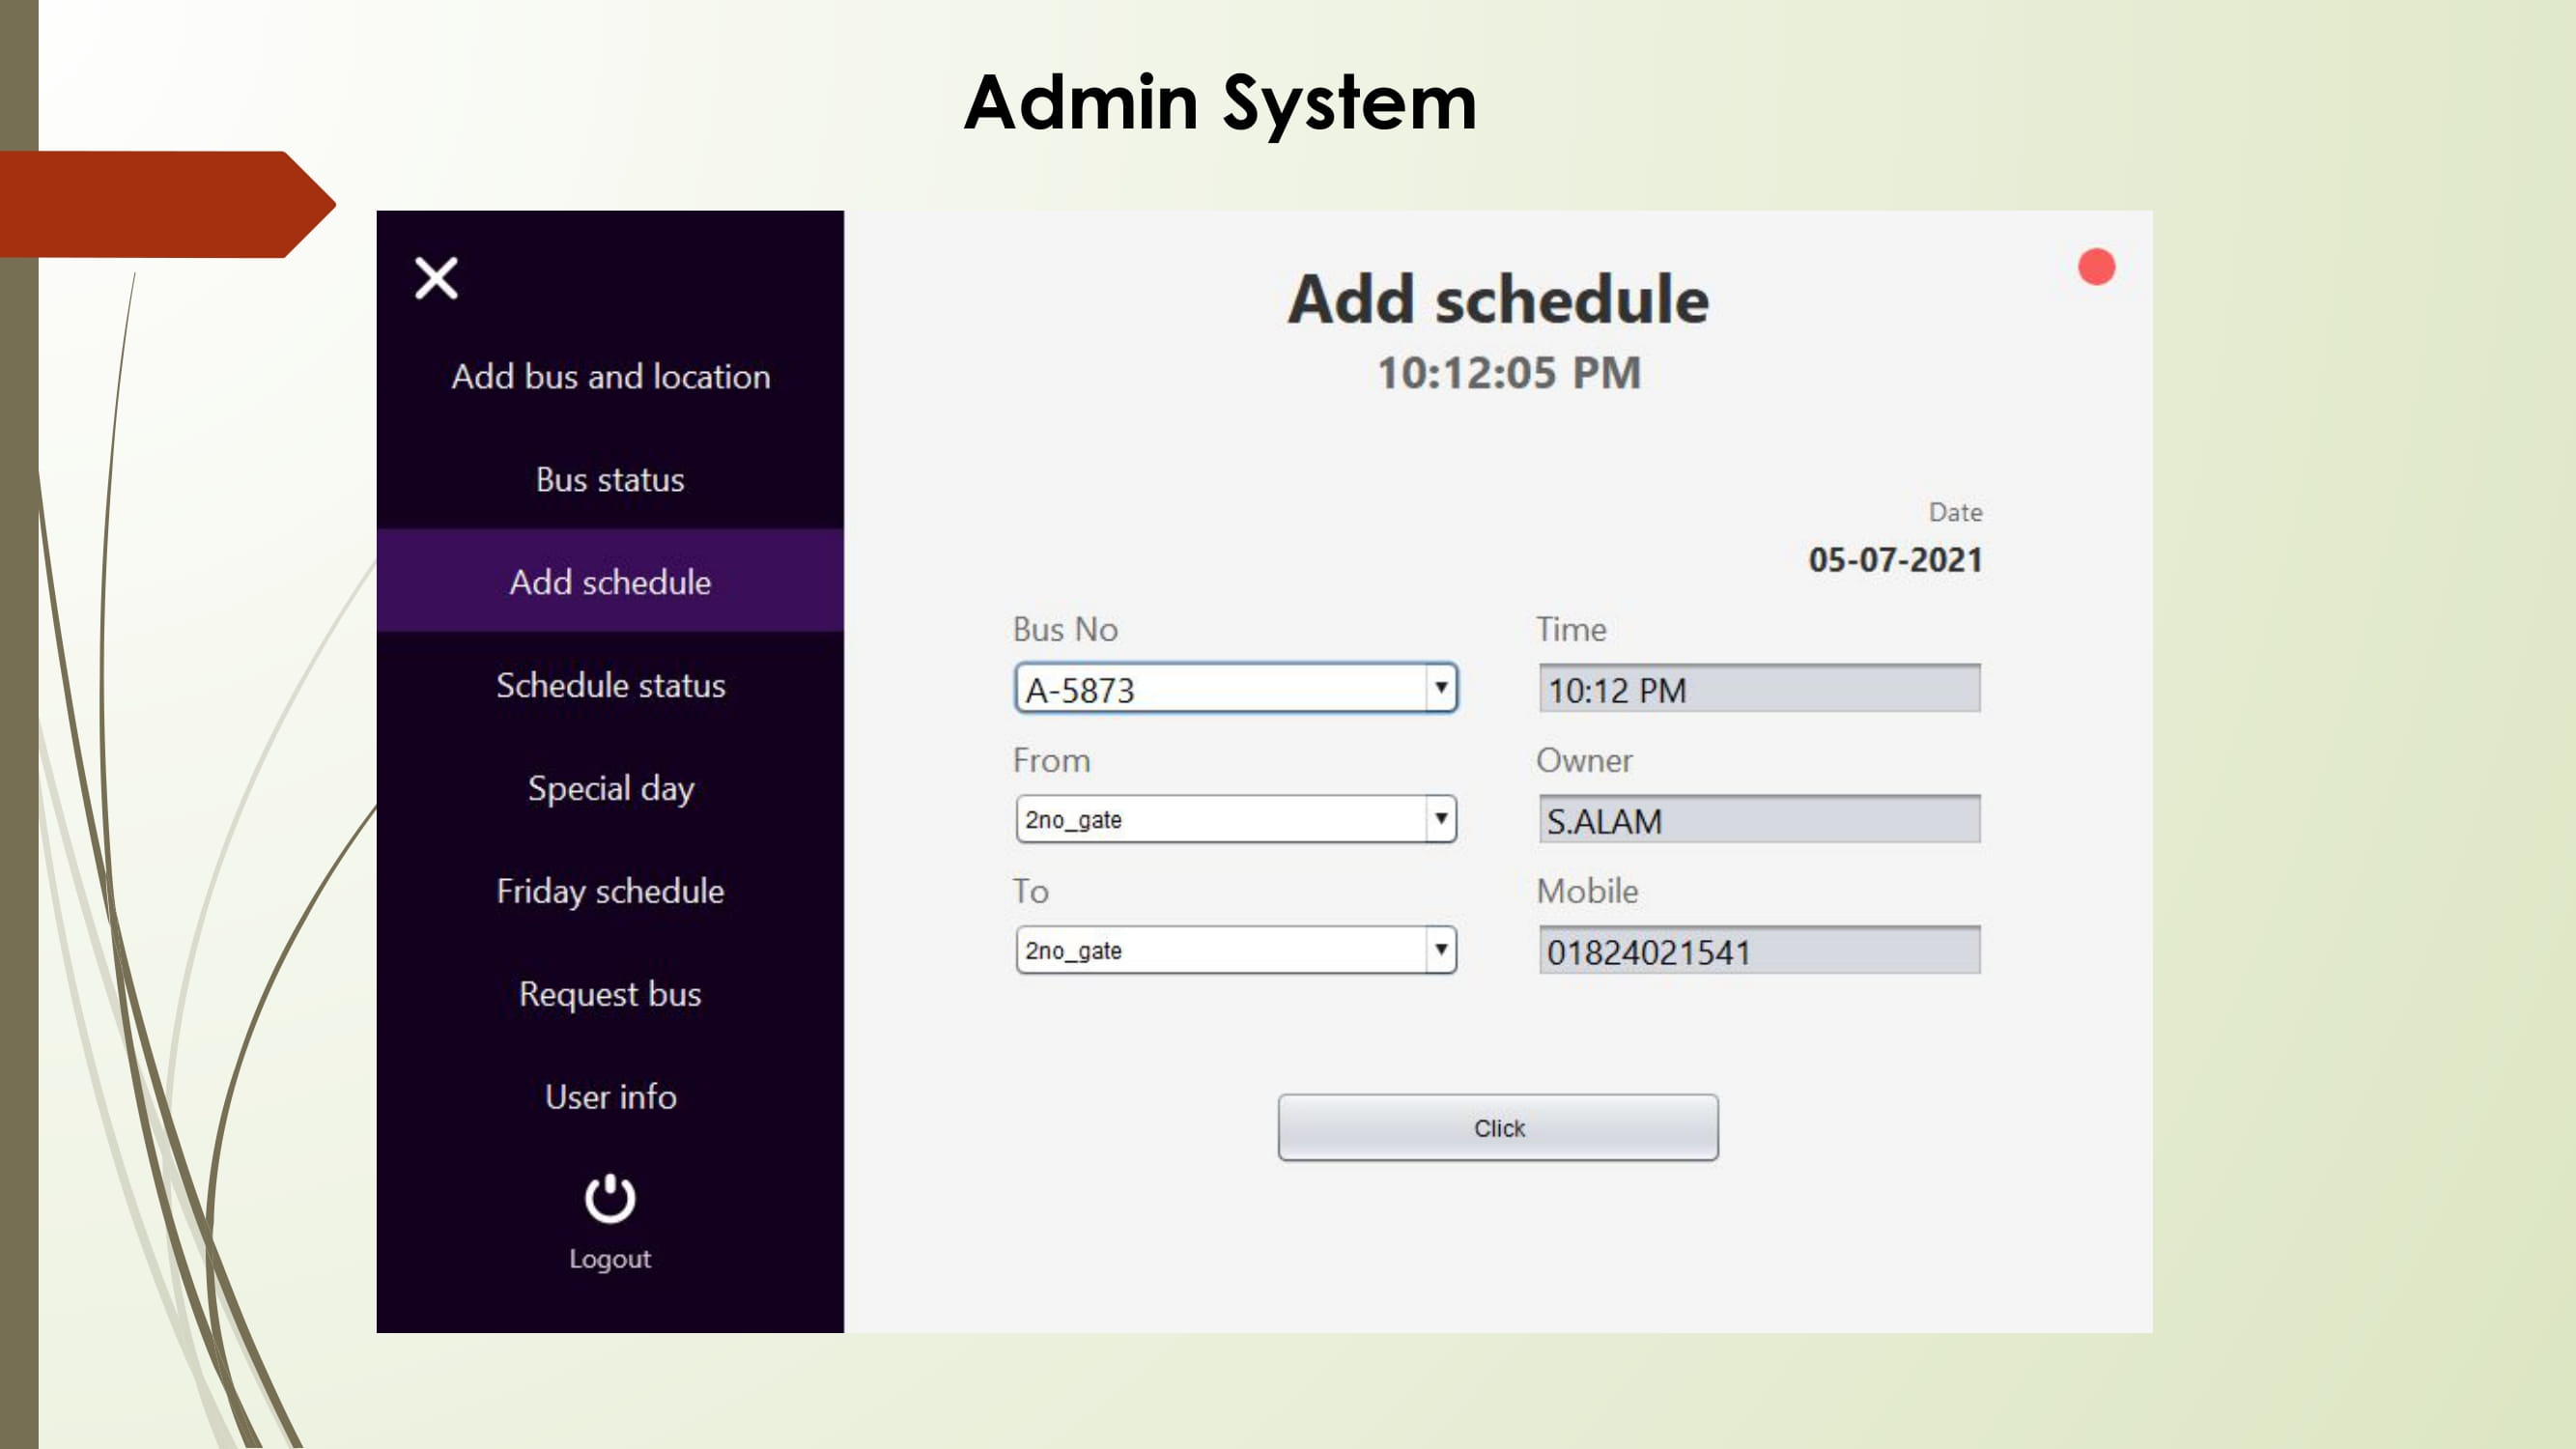 Admin System
Add bus and location
Bus status
Add schedule
Schedule status
Special day
Friday schedule
Request bus
User info
Logout
Add schedule
10:12:05 PM
Date
05-07-2021
Bus No
A-5873
Time
10:12 PM
From
2no_gate
Owner
S.ALAM
To
2no_gate
Mobile
01824021541
Click